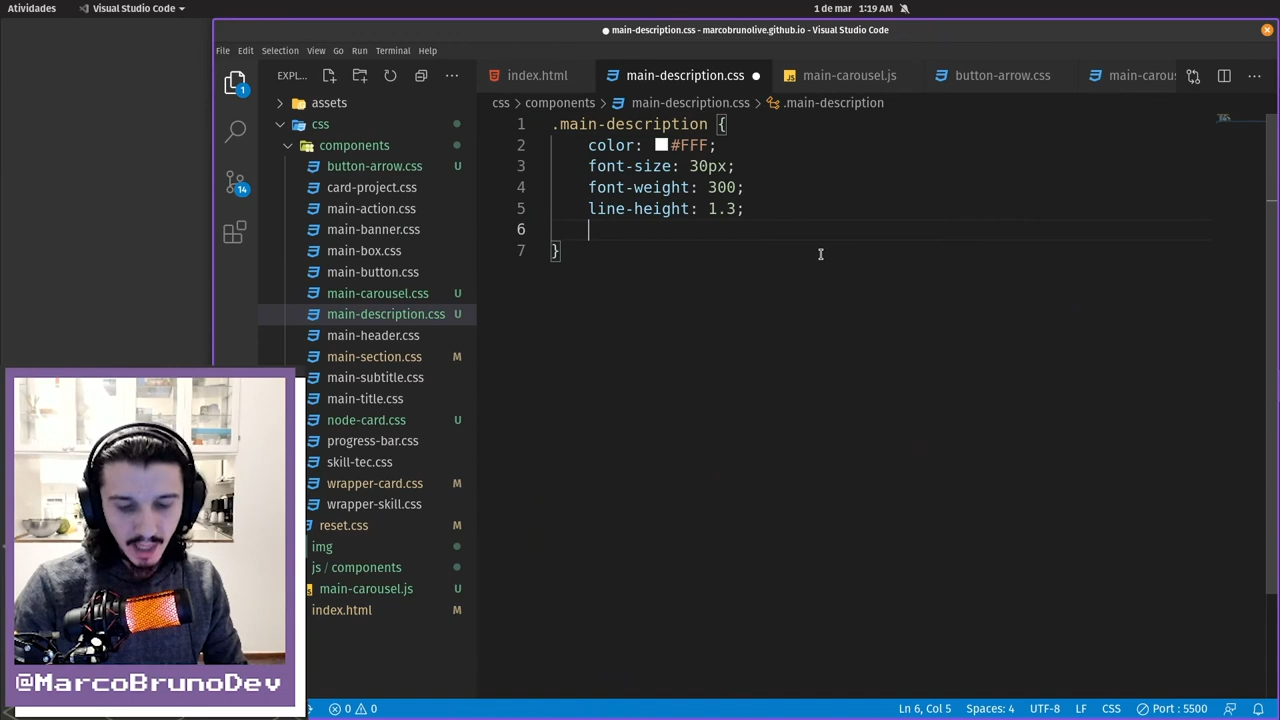 Atividades
Visual Studio Code
1 de mar 1:19 AM
main-description.css - marcobrunolive.github.io - Visual Studio Code
File Edit Selection View Go Run Terminal Help
EXPL...
index.html
main-description.css
main-carousel.js
button-arrow.css
main-carous
css > components > main-description.css > .main-description
assets
css
components
button-arrow.css U
card-project.css
main-action.css
main-banner.css
main-box.css
main-button.css
main-carousel.css U
main-description.css U
main-header.css
main-section.css M
main-subtitle.css
main-title.css
node-card.css U
progress-bar.css
skill-tec.css
wrapper-card.css M
wrapper-skill.css
reset.css M
img
js / components
main-carousel.js U
index.html M
1
14
1 .main-description {
2 color: #FFF;
3 font-size: 30px;
4 font-weight: 300;
5 line-height: 1.3;
6
7 }
@MarcoBrunoDev
0 0
Ln 6, Col 5
Spaces: 4
UTF-8
LF
CSS
Port : 5500